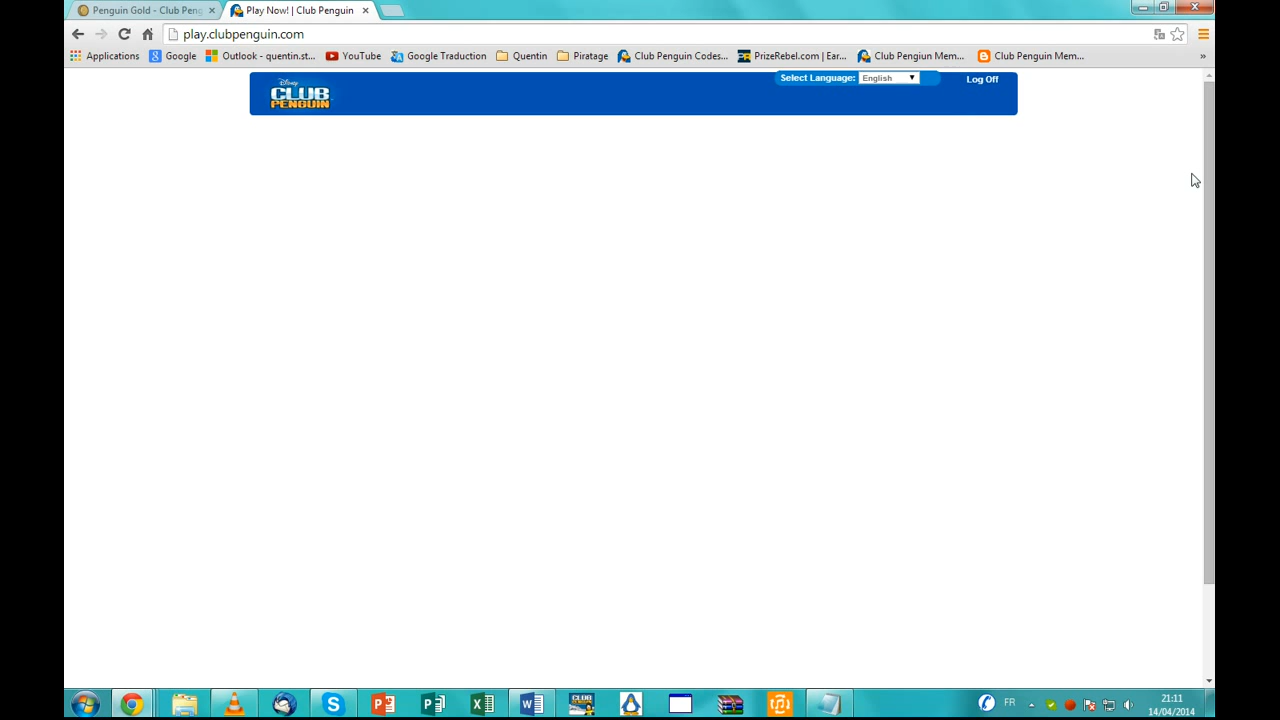 Penguin Gold - Club Peng
Play Now! | Club Penguin
play.clubpenguin.com
Applications
Google
Outlook - quentin.st...
YouTube
Google Traduction
Quentin
Piratage
Club Penguin Codes...
PrizeRebel.com | Ear...
Club Pengiun Mem...
Club Penguin Mem...
»
Disney
CLUB
PENGUIN
Select Language:
English
Log Off
FR
21:11
14/04/2014